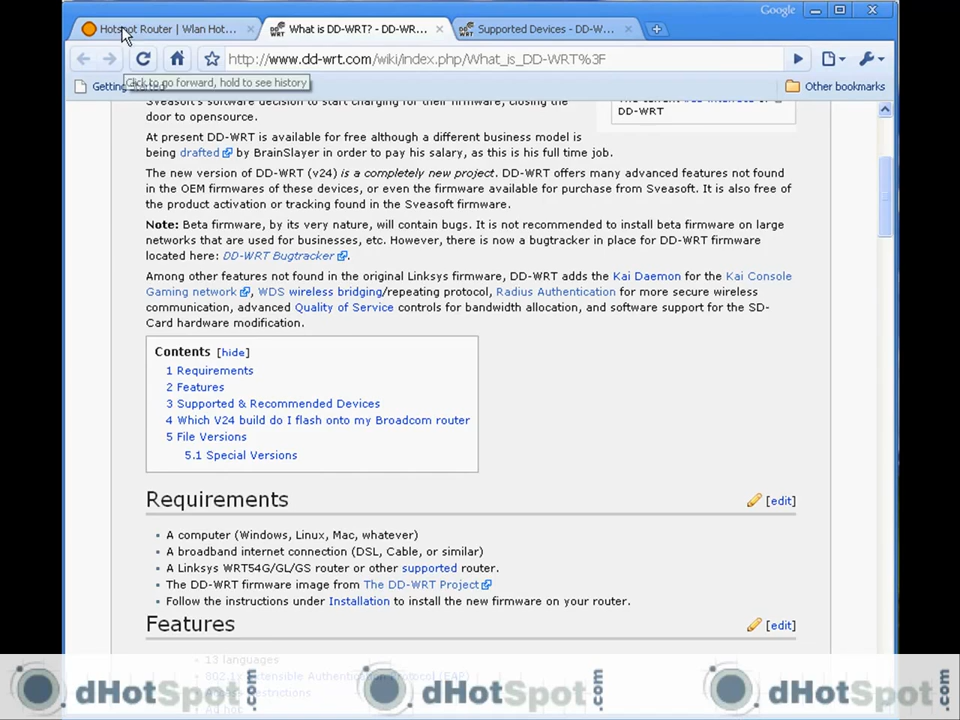 Google
Hotspot Router | Wlan Hot...
What is DD-WRT? - DD-WR...
Supported Devices - DD-W...
http://www.dd-wrt.com/wiki/index.php/What_is_DD-WRT%3F
Click to go forward, hold to see history
Other bookmarks
Sveasoft's software decision to start charging for their firmware, closing the
door to opensource.
DD-WRT
At present DD-WRT is available for free although a different business model is
being drafted by BrainSlayer in order to pay his salary, as this is his full time job.
The new version of DD-WRT (v24) is a completely new project. DD-WRT offers many advanced features not found
in the OEM firmwares of these devices, or even the firmware available for purchase from Sveasoft. It is also free of
the product activation or tracking found in the Sveasoft firmware.
Note: Beta firmware, by its very nature, will contain bugs. It is not recommended to install beta firmware on large
networks that are used for businesses, etc. However, there is now a bugtracker in place for DD-WRT firmware
located here: DD-WRT Bugtracker.
Among other features not found in the original Linksys firmware, DD-WRT adds the Kai Daemon for the Kai Console
Gaming network, WDS wireless bridging/repeating protocol, Radius Authentication for more secure wireless
communication, advanced Quality of Service controls for bandwidth allocation, and software support for the SD-
Card hardware modification.
Contents [hide]
1 Requirements
2 Features
3 Supported & Recommended Devices
4 Which V24 build do I flash onto my Broadcom router
5 File Versions
5.1 Special Versions
Requirements
[edit]
A computer (Windows, Linux, Mac, whatever)
A broadband internet connection (DSL, Cable, or similar)
A Linksys WRT54G/GL/GS router or other supported router.
The DD-WRT firmware image from The DD-WRT Project
Follow the instructions under Installation to install the new firmware on your router.
Features
[edit]
13 languages
dHotSpot.com
dHotSpot.com
dHotSpot.com